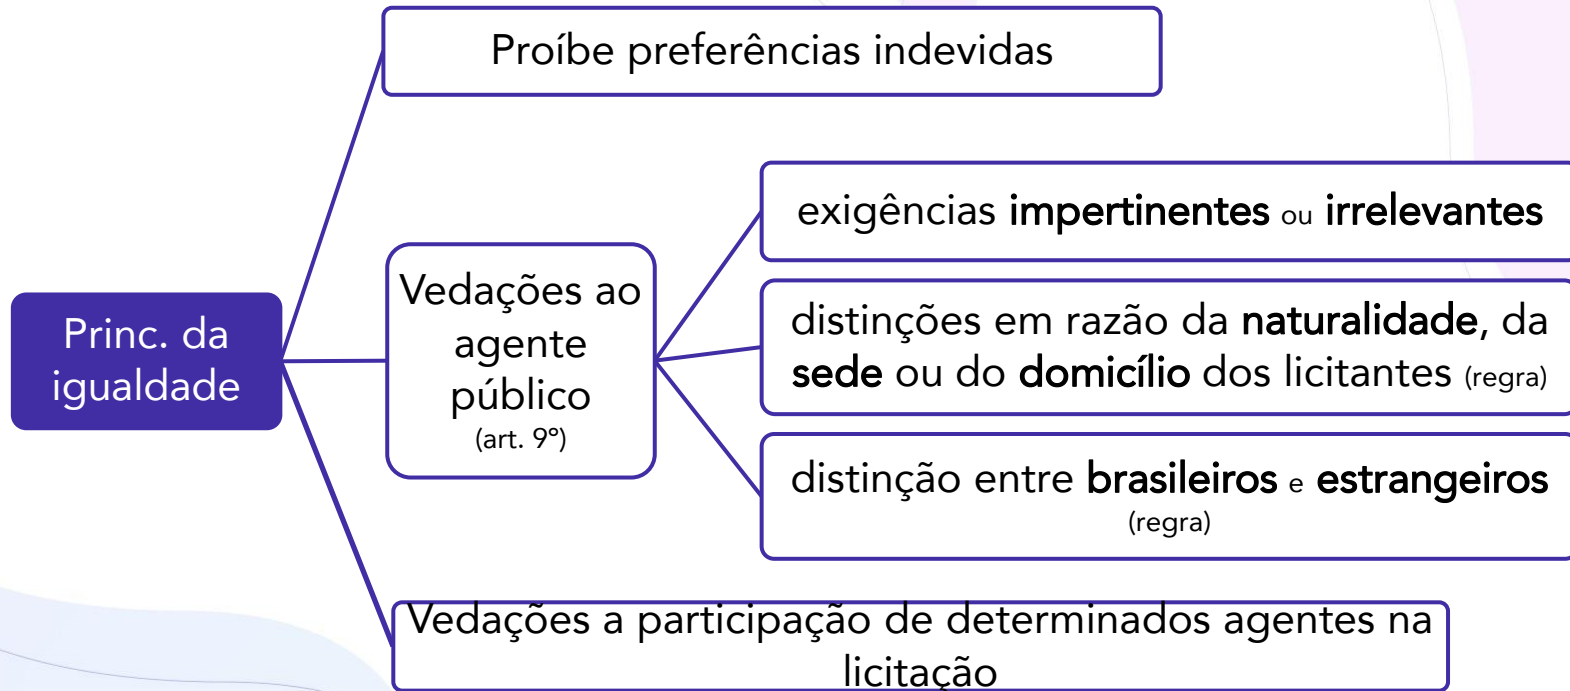 Proíbe preferências indevidas
exigências impertinentes ou irrelevantes
Vedações ao
agente
público
(art. 9º)
distinções em razão da naturalidade, da
sede ou do domicílio dos licitantes (regra)
Princ. da
igualdade
distinção entre brasileiros e estrangeiros
(regra)
Vedações a participação de determinados agentes na
licitação